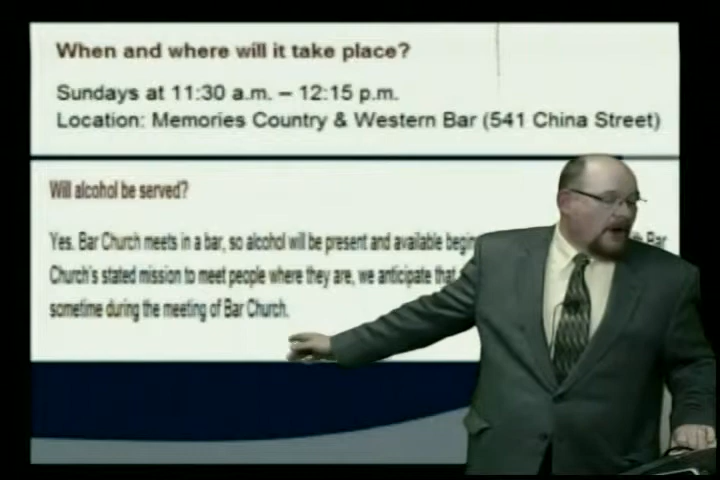 When and where will it take place?
Sundays at 11:30 a.m. – 12:15 p.m.
Location: Memories Country & Western Bar (541 China Street)
Will alcohol be served?
Yes. Bar Church meets in a bar, so alcohol will be present and available Bar
Church's stated mission to meet people where they are, we anticipate that
sometime during the meeting of Bar Church.